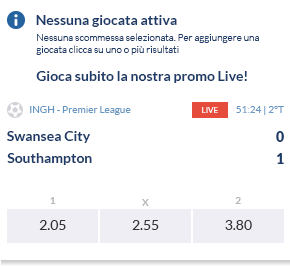 Nessuna giocata attiva
Nessuna scommessa selezionata. Per aggiungere una
giocata clicca su uno o più risultati
Gioca subito la nostra promo Live!
INGH - Premier League LIVE 51:24 | 2°T
Swansea City 0
Southampton 1
1 X 2
2.05 2.55 3.80